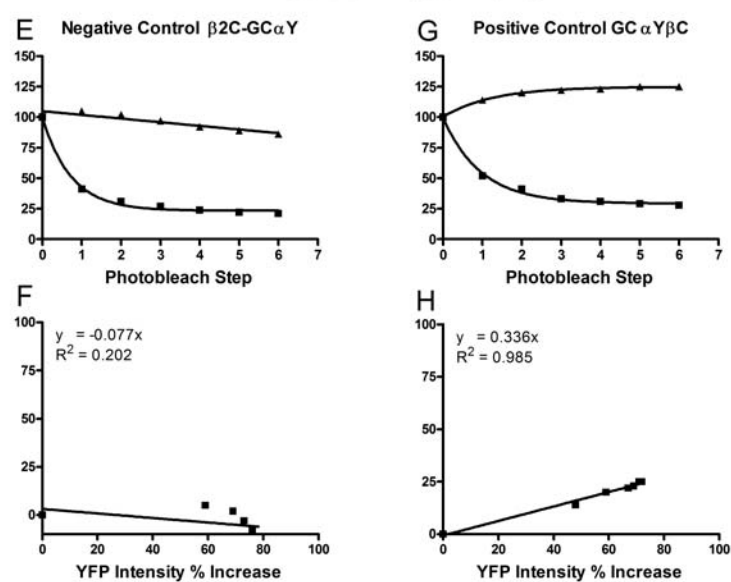 E
Negative Control β2C-GCαY
150
125
100
75
50
25
0
0 1 2 3 4 5 6 7
Photobleach Step
G
Positive Control GC αYβC
150
125
100
75
50
25
0
0 1 2 3 4 5 6 7
Photobleach Step
F
y = -0.077x
R² = 0.202
100
75
50
25
0
0 20 40 60 80 100
YFP Intensity % Increase
H
y = 0.336x
R² = 0.985
100
75
50
25
0
0 20 40 60 80 100
YFP Intensity % Increase